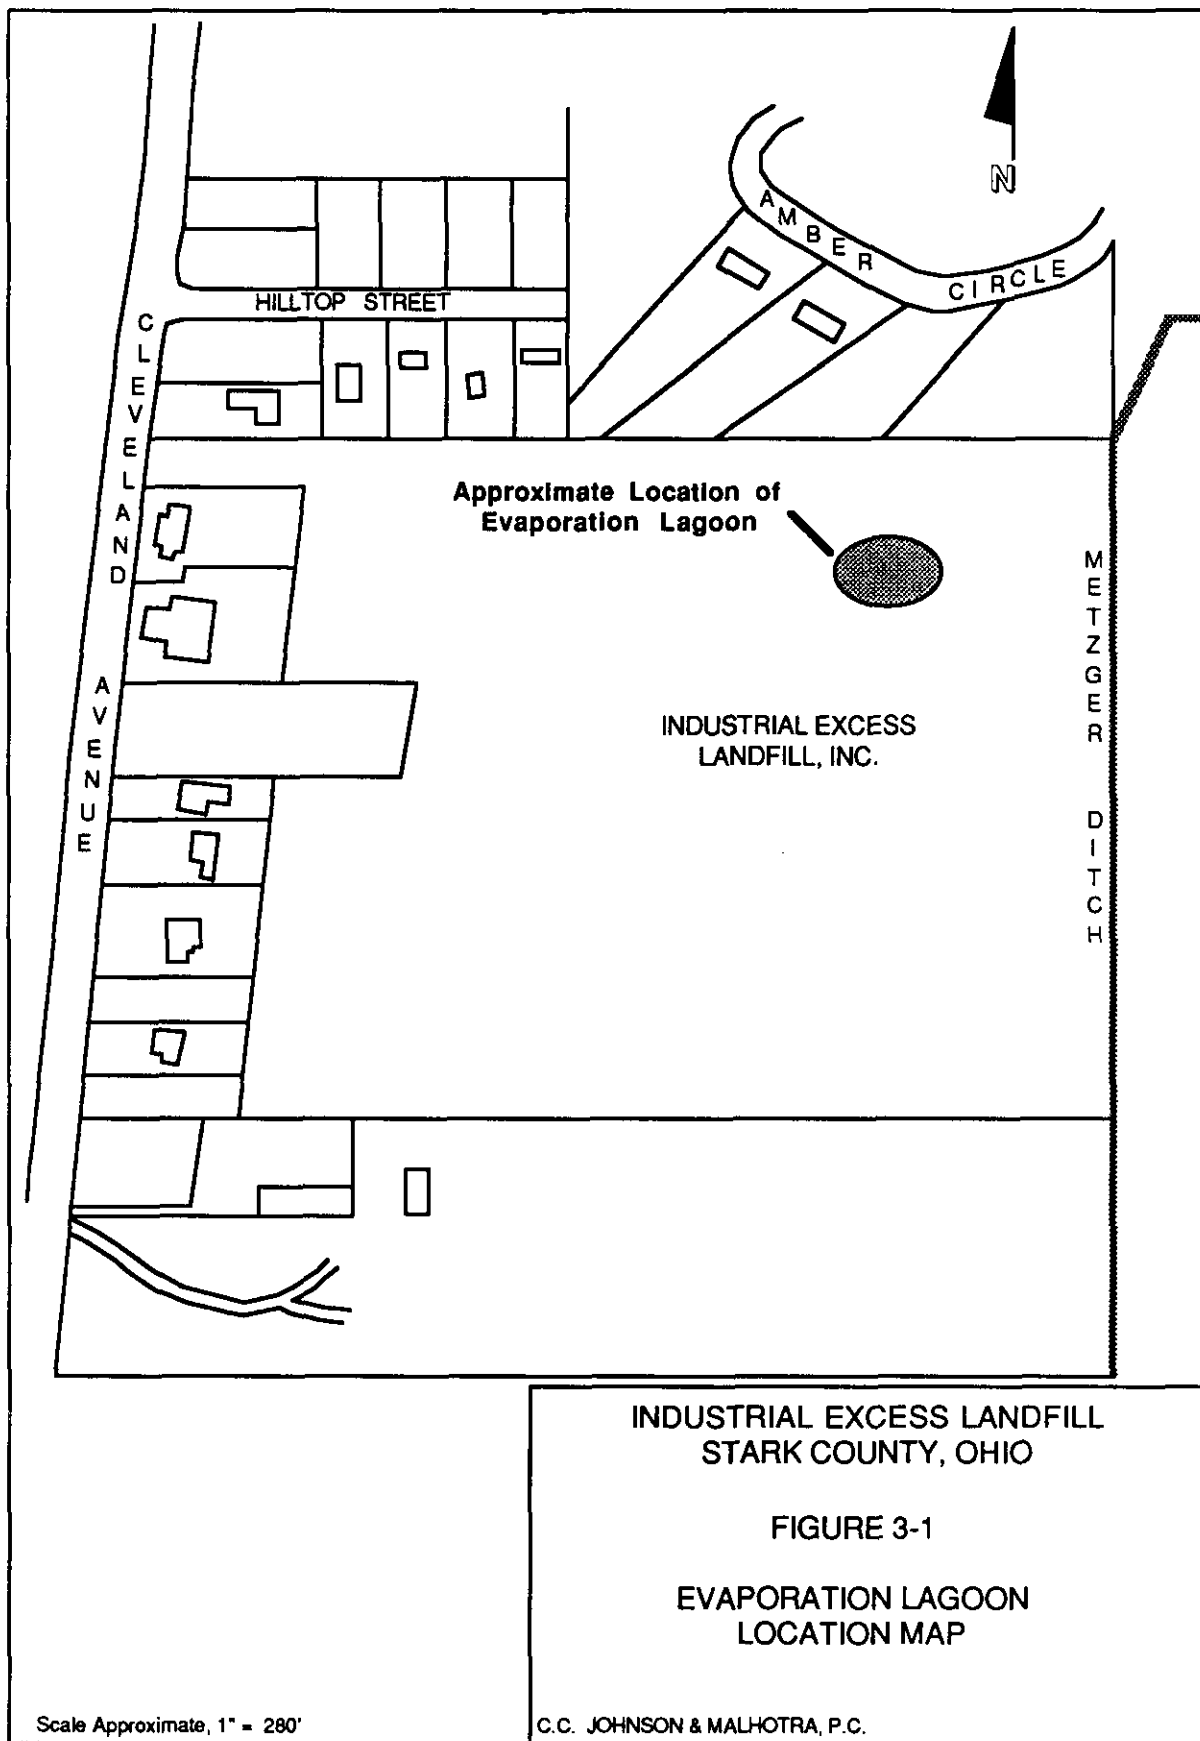 N
AMBER CIRCLE
HILLTOP STREET
CLEVELAND AVENUE
Approximate Location of
Evaporation Lagoon
METZGER DITCH
INDUSTRIAL EXCESS
LANDFILL, INC.
INDUSTRIAL EXCESS LANDFILL
STARK COUNTY, OHIO
FIGURE 3-1
EVAPORATION LAGOON
LOCATION MAP
Scale Approximate, 1" = 280'
C.C. JOHNSON & MALHOTRA, P.C.